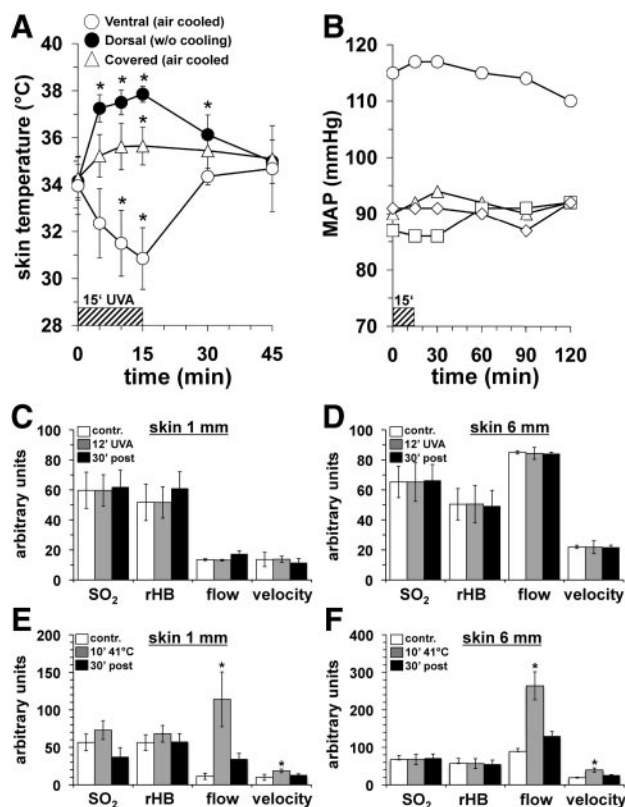 A
Ventral (air cooled)
Dorsal (w/o cooling)
Covered (air cooled
40
38
36
34
32
30
28
skin temperature (°C)
* * * *
*
* *
15‘ UVA
0 15 30 45
time (min)
B
120
110
100
90
80
70
MAP (mmHg)
15‘
0 30 60 90 120
time (min)
C
contr.
12' UVA
30' post
skin 1 mm
100
80
60
40
20
0
arbitrary units
SO2 rHB flow velocity
D
contr.
12' UVA
30' post
skin 6 mm
100
80
60
40
20
0
arbitrary units
SO2 rHB flow velocity
E
contr.
10' 41°C
30' post
skin 1 mm
200
150
100
50
0
arbitrary units
* *
SO2 rHB flow velocity
F
contr.
10' 41°C
30' post
skin 6 mm
400
300
200
100
0
arbitrary units
* *
SO2 rHB flow velocity